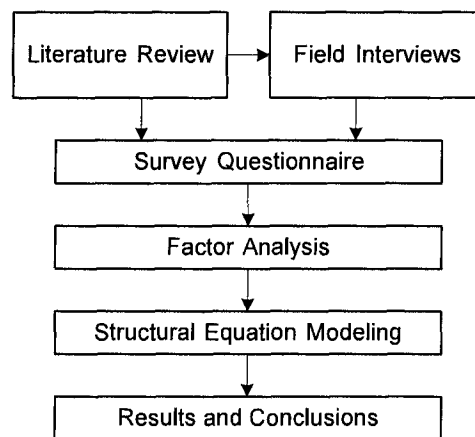 Literature Review
Field Interviews
Survey Questionnaire
Factor Analysis
Structural Equation Modeling
Results and Conclusions